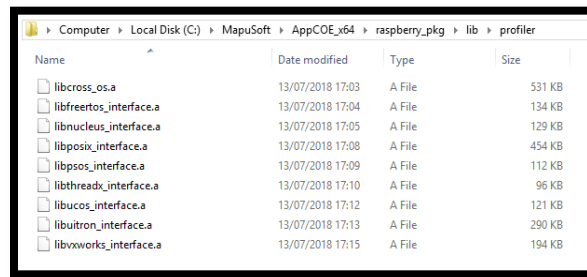 Computer Local Disk (C:) MapuSoft AppCOE_x64 raspberry_pkg lib profiler
Name Date modified Type Size
libcross_os.a 13/07/2018 17:03 A File 531 KB
libfreertos_interface.a 13/07/2018 17:04 A File 134 KB
libnucleus_interface.a 13/07/2018 17:05 A File 129 KB
libposix_interface.a 13/07/2018 17:08 A File 454 KB
libpsos_interface.a 13/07/2018 17:09 A File 112 KB
libthreadx_interface.a 13/07/2018 17:10 A File 96 KB
libucos_interface.a 13/07/2018 17:12 A File 121 KB
libuitron_interface.a 13/07/2018 17:13 A File 290 KB
libvxworks_interface.a 13/07/2018 17:15 A File 194 KB